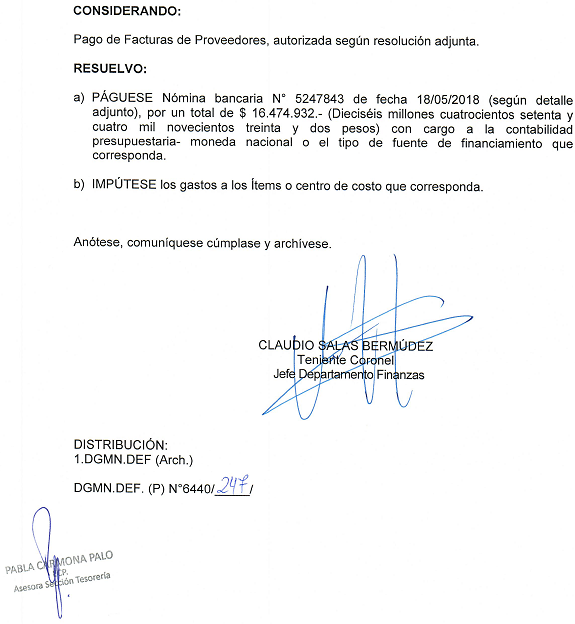 CONSIDERANDO:
Pago de Facturas de Proveedores, autorizada según resolución adjunta.
RESUELVO:
a) PÁGUESE Nómina bancaria N° 5247843 de fecha 18/05/2018 (según detalle
adjunto), por un total de $ 16.474.932.- (Dieciséis millones cuatrocientos setenta y
cuatro mil novecientos treinta y dos pesos) con cargo a la contabilidad
presupuestaria- moneda nacional o el tipo de fuente de financiamiento que
corresponda.
b) IMPÚTESE los gastos a los Ítems o centro de costo que corresponda.
Anótese, comuníquese cúmplase y archívese.
CLAUDIO SALAS BERMÚDEZ
Teniente Coronel
Jefe Departamento Finanzas
DISTRIBUCIÓN:
1.DGMN.DEF (Arch.)
DGMN.DEF. (P) N°6440/247/
PABLA CARMONA PALO
Asesora Sección Tesorería